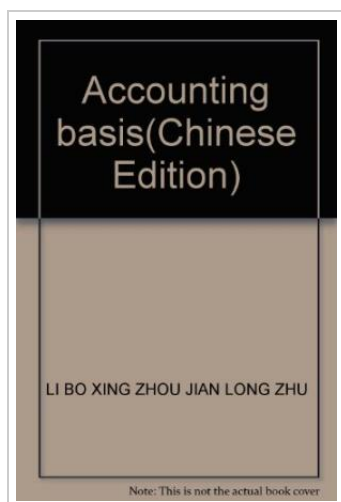 Accounting
basis(Chinese
Edition)
LI BO XING ZHOU JIAN LONG ZHU
Note: This is not the actual book cover